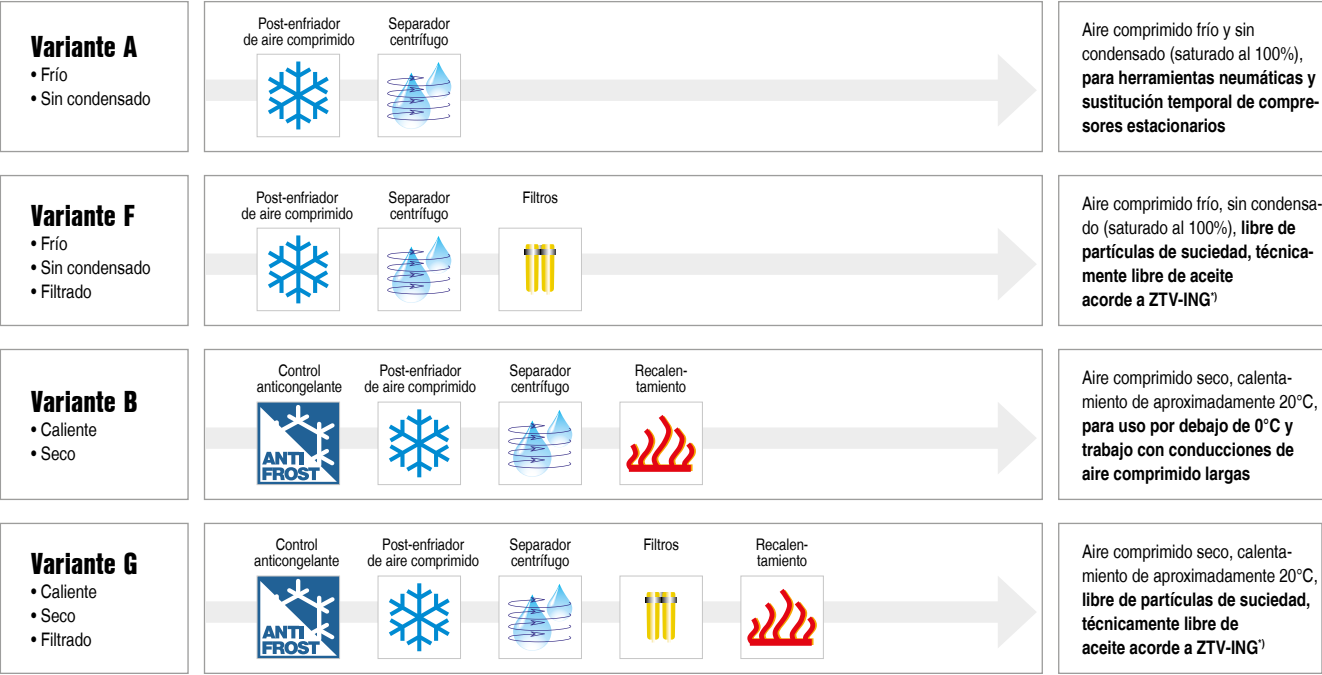 Variante A
• Frío
• Sin condensado
Post-enfriador
de aire comprimido
Separador
centrífugo
Aire comprimido frío y sin
condensado (saturado al 100%),
para herramientas neumáticas y
sustitución temporal de compre-
sores estacionarios
Variante F
• Frío
• Sin condensado
• Filtrado
Post-enfriador
de aire comprimido
Separador
centrífugo
Filtros
Aire comprimido frío, sin condensa-
do (saturado al 100%), libre de
partículas de suciedad, técnica-
mente libre de aceite
acorde a ZTV-ING*)
Variante B
• Caliente
• Seco
Control
anticongelante
ANTI
FROST
Post-enfriador
de aire comprimido
Separador
centrífugo
Recalen-
tamiento
Aire comprimido seco, calenta-
miento de aproximadamente 20°C,
para uso por debajo de 0°C y
trabajo con conducciones de
aire comprimido largas
Variante G
• Caliente
• Seco
• Filtrado
Control
anticongelante
ANTI
FROST
Post-enfriador
de aire comprimido
Separador
centrífugo
Filtros
Recalen-
tamiento
Aire comprimido seco, calenta-
miento de aproximadamente 20°C,
libre de partículas de suciedad,
técnicamente libre de
aceite acorde a ZTV-ING*)